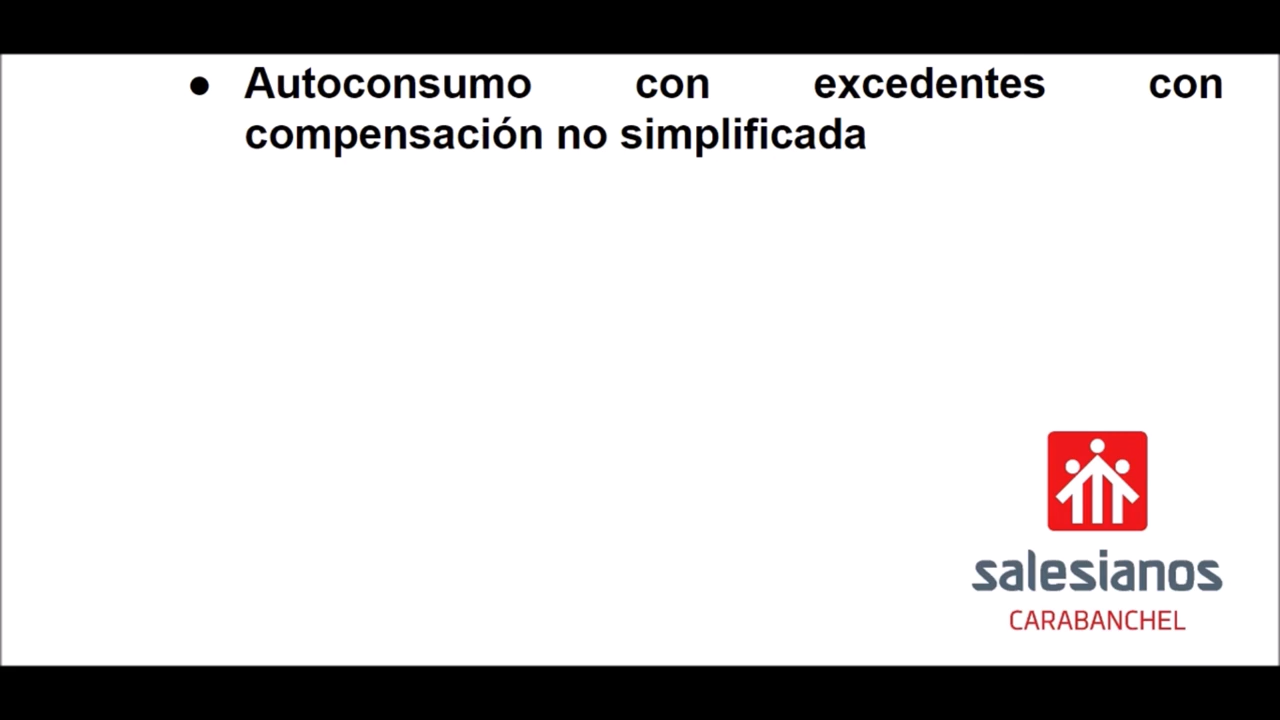 ● Autoconsumo con excedentes con
compensación no simplificada
salesianos
CARABANCHEL